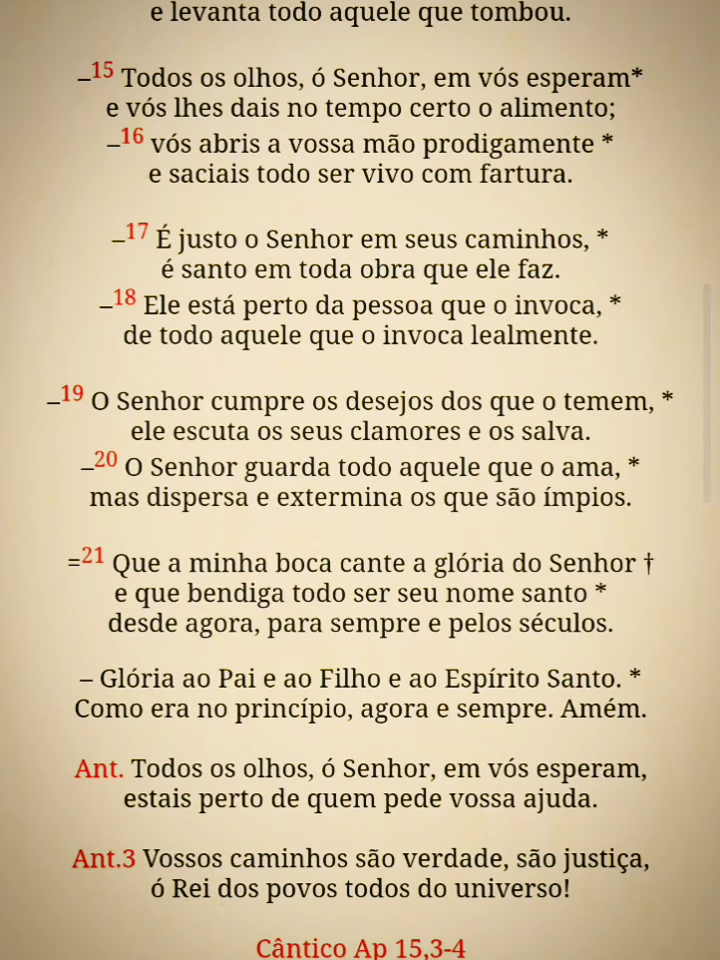 e levanta todo aquele que tombou.
–15 Todos os olhos, ó Senhor, em vós esperam*
e vós lhes dais no tempo certo o alimento;
–16 vós abris a vossa mão prodigamente *
e saciais todo ser vivo com fartura.
–17 É justo o Senhor em seus caminhos, *
é santo em toda obra que ele faz.
–18 Ele está perto da pessoa que o invoca, *
de todo aquele que o invoca lealmente.
–19 O Senhor cumpre os desejos dos que o temem, *
ele escuta os seus clamores e os salva.
–20 O Senhor guarda todo aquele que o ama, *
mas dispersa e extermina os que são ímpios.
=21 Que a minha boca cante a glória do Senhor †
e que bendiga todo ser seu nome santo *
desde agora, para sempre e pelos séculos.
– Glória ao Pai e ao Filho e ao Espírito Santo. *
Como era no princípio, agora e sempre. Amém.
Ant. Todos os olhos, ó Senhor, em vós esperam,
estais perto de quem pede vossa ajuda.
Ant.3 Vossos caminhos são verdade, são justiça,
ó Rei dos povos todos do universo!
Cântico Ap 15,3-4